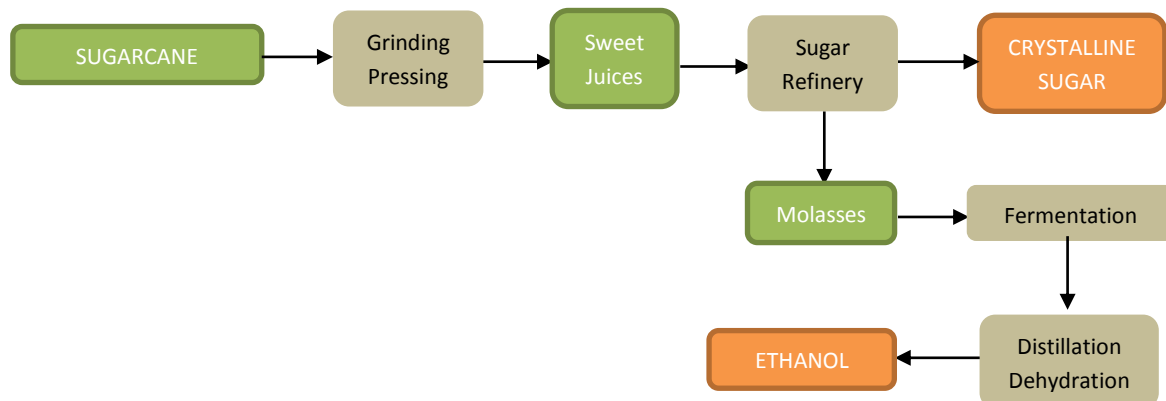 SUGARCANE
Grinding
Pressing
Sweet
Juices
Sugar
Refinery
CRYSTALLINE
SUGAR
Molasses
Fermentation
Distillation
Dehydration
ETHANOL